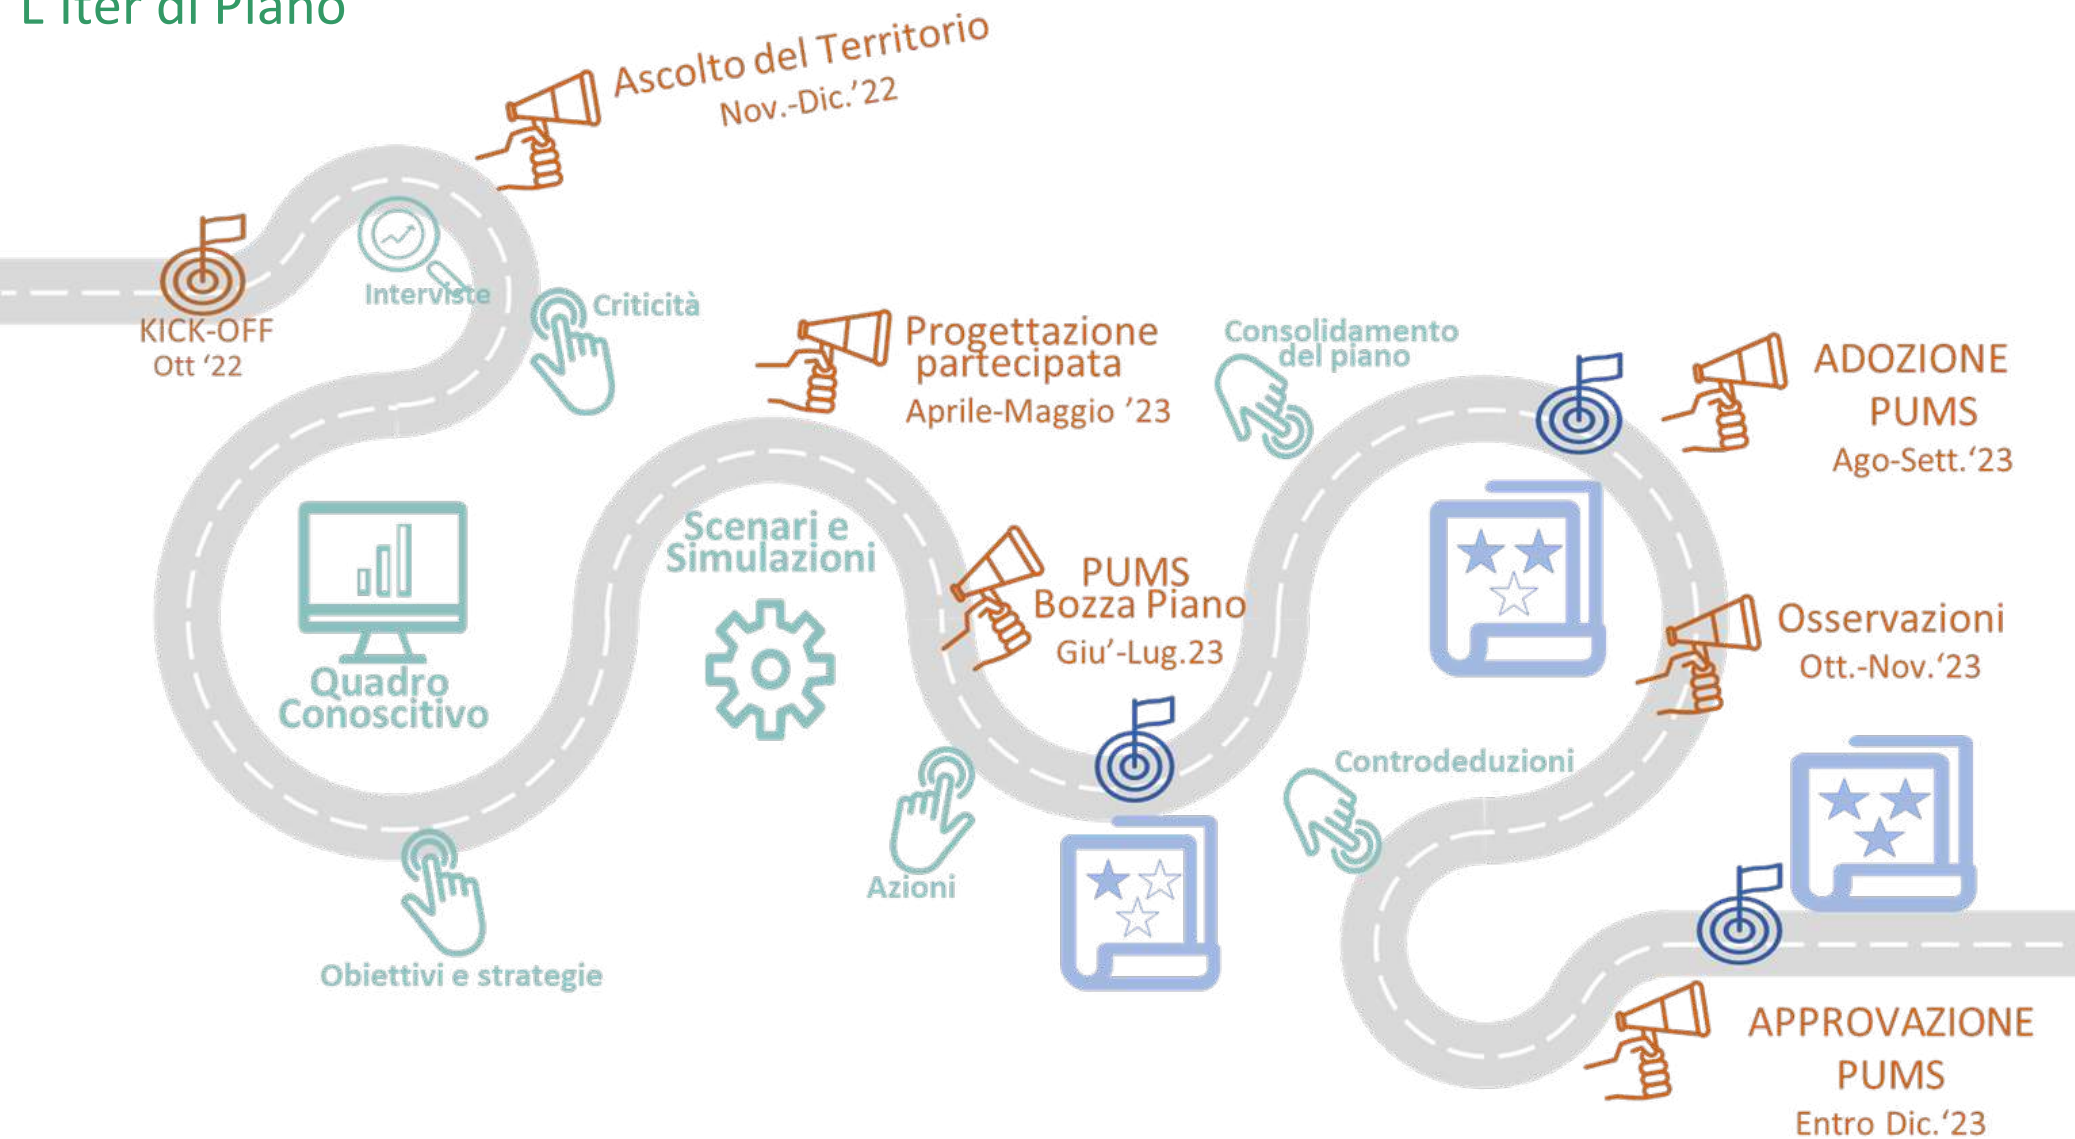 L'Iter di Piano
Ascolto del Territorio
Nov.-Dic.'22
Interviste
KICK-OFF
Ott '22
Criticità
Progettazione
partecipata
Aprile-Maggio '23
Consolidamento
del piano
ADOZIONE
PUMS
Ago-Sett.'23
Scenari e
Simulazioni
Quadro
Conoscitivo
PUMS
Bozza Piano
Giu'-Lug.23
Osservazioni
Ott.-Nov.'23
Controdeduzioni
Azioni
Obiettivi e strategie
APPROVAZIONE
PUMS
Entro Dic.'23